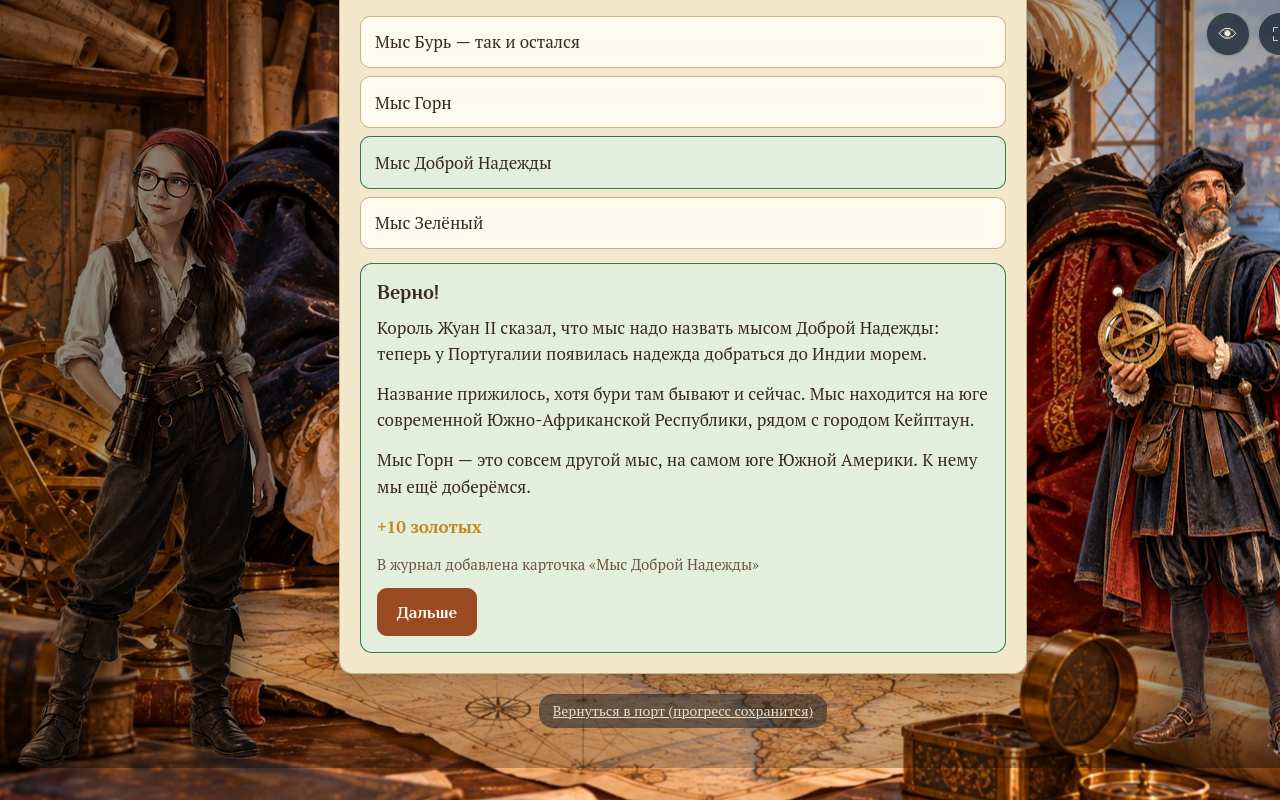 Мыс Бурь — так и остался
Мыс Горн
Мыс Доброй Надежды
Мыс Зелёный
Верно!
Король Жуан II сказал, что мыс надо назвать мысом Доброй Надежды:
теперь у Португалии появилась надежда добраться до Индии морем.
Название прижилось, хотя бури там бывают и сейчас. Мыс находится на юге
современной Южно-Африканской Республики, рядом с городом Кейптаун.
Мыс Горн — это совсем другой мыс, на самом юге Южной Америки. К нему
мы ещё доберёмся.
+10 золотых
В журнал добавлена карточка «Мыс Доброй Надежды»
Дальше
Вернуться в порт (прогресс сохранится)